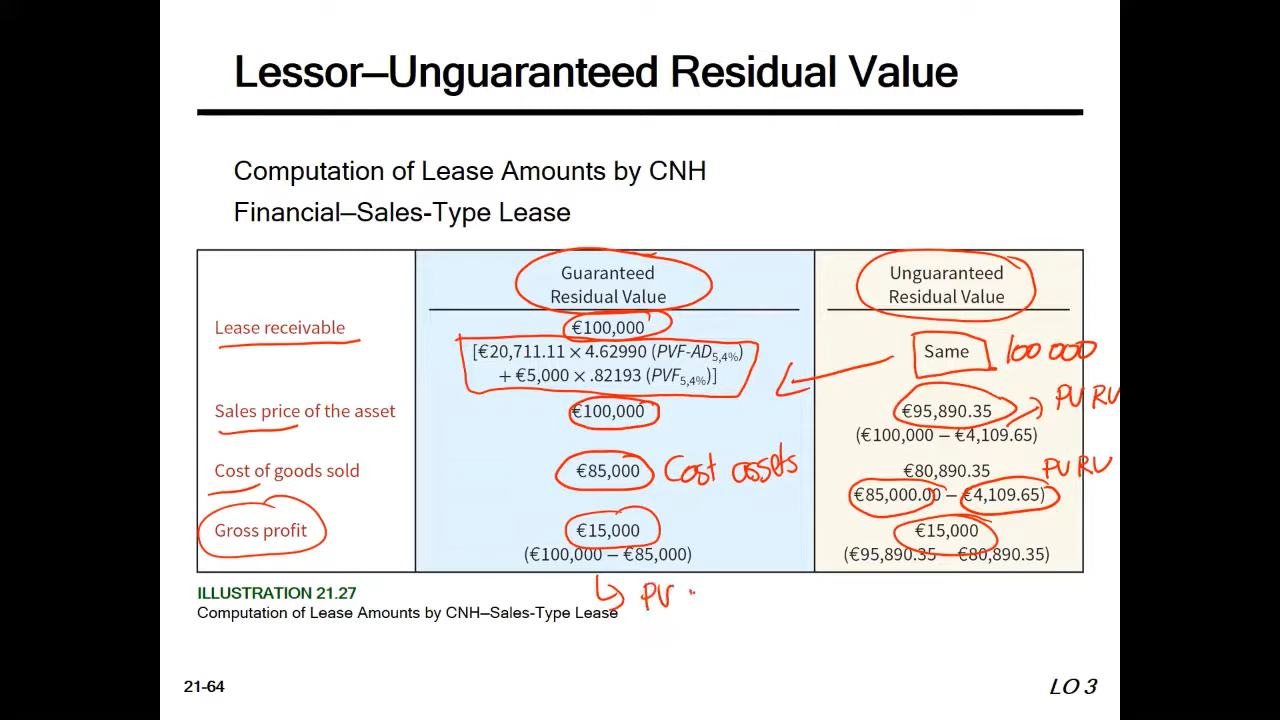 Lessor—Unguaranteed Residual Value
Computation of Lease Amounts by CNH
Financial—Sales-Type Lease
Guaranteed
Residual Value
Unguaranteed
Residual Value
Lease receivable
€100,000
[€20,711.11 × 4.62990 (PVF-AD5,4%)
+ €5,000 × .82193 (PVF5,4%)]
Same
100 000
Sales price of the asset
€100,000
€95,890.35
(€100,000 − €4,109.65)
PV RV
Cost of goods sold
€85,000
Cost assets
€80,890.35
(€85,000.00 − €4,109.65)
PV RV
Gross profit
€15,000
(€100,000 − €85,000)
€15,000
(€95,890.35 − €80,890.35)
PV
ILLUSTRATION 21.27
Computation of Lease Amounts by CNH—Sales-Type Lease
21-64
LO 3